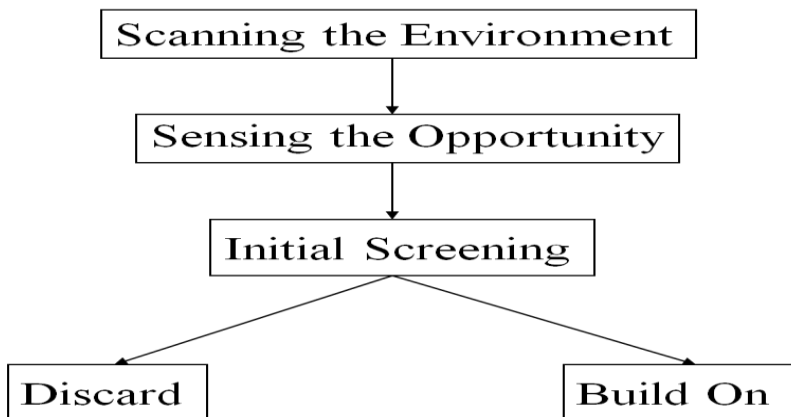 Scanning the Environment
Sensing the Opportunity
Initial Screening
Discard
Build On